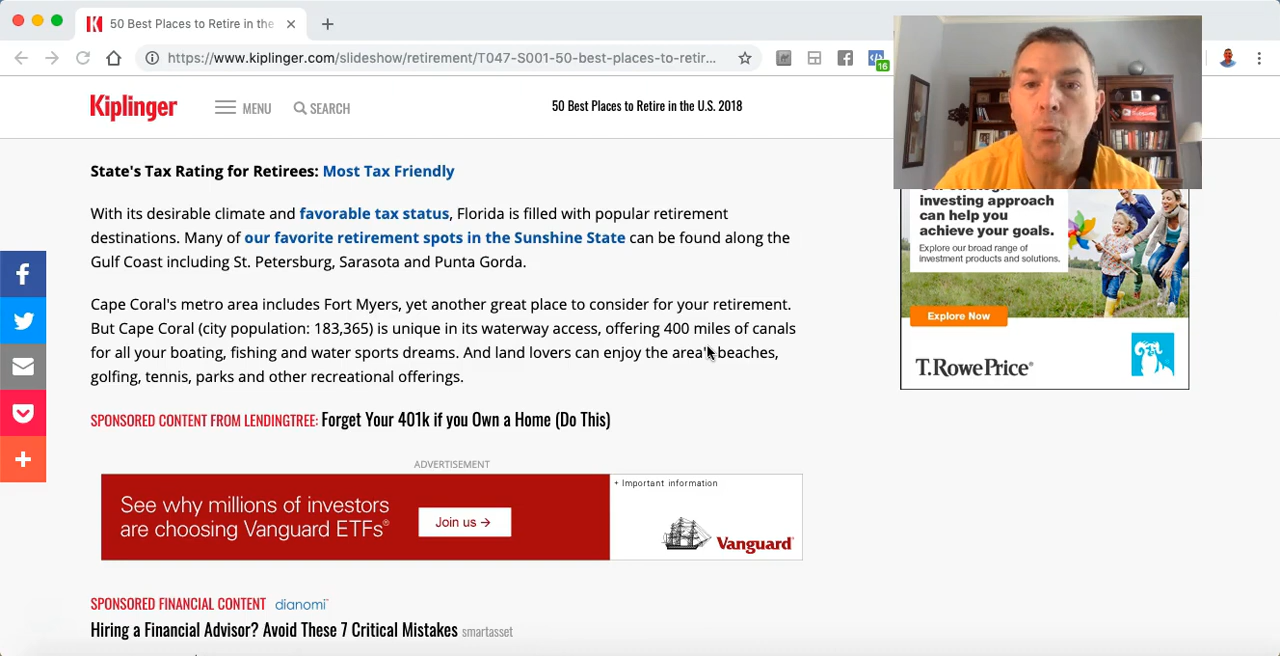 50 Best Places to Retire in the
https://www.kiplinger.com/slideshow/retirement/T047-S001-50-best-places-to-retir...
16
Kiplinger
MENU
SEARCH
50 Best Places to Retire in the U.S. 2018
State's Tax Rating for Retirees: Most Tax Friendly
With its desirable climate and favorable tax status, Florida is filled with popular retirement
destinations. Many of our favorite retirement spots in the Sunshine State can be found along the
Gulf Coast including St. Petersburg, Sarasota and Punta Gorda.
Cape Coral's metro area includes Fort Myers, yet another great place to consider for your retirement.
But Cape Coral (city population: 183,365) is unique in its waterway access, offering 400 miles of canals
for all your boating, fishing and water sports dreams. And land lovers can enjoy the area's beaches,
golfing, tennis, parks and other recreational offerings.
SPONSORED CONTENT FROM LENDINGTREE: Forget Your 401k if you Own a Home (Do This)
ADVERTISEMENT
See why millions of investors
are choosing Vanguard ETFs®
Join us →
+ Important information
Vanguard®
SPONSORED FINANCIAL CONTENT dianomi™
Hiring a Financial Advisor? Avoid These 7 Critical Mistakes smartasset
Our strategic
investing approach
can help you
achieve your goals.
Explore our broad range of
investment products and solutions.
Explore Now
T.RowePrice®